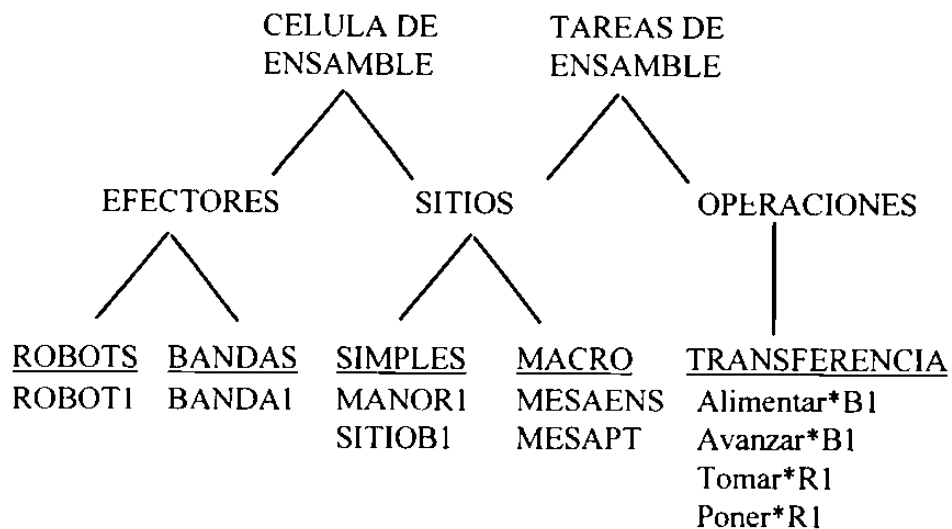 CELULA DE
ENSAMBLE
TAREAS DE
ENSAMBLE
EFECTORES
SITIOS
OPERACIONES
ROBOTS
ROBOT1
BANDAS
BANDA1
SIMPLES
MANOR1
SITIOB1
MACRO
MESAENS
MESAPT
TRANSFERENCIA
Alimentar*B1
Avanzar*B1
Tomar*R1
Poner*R1